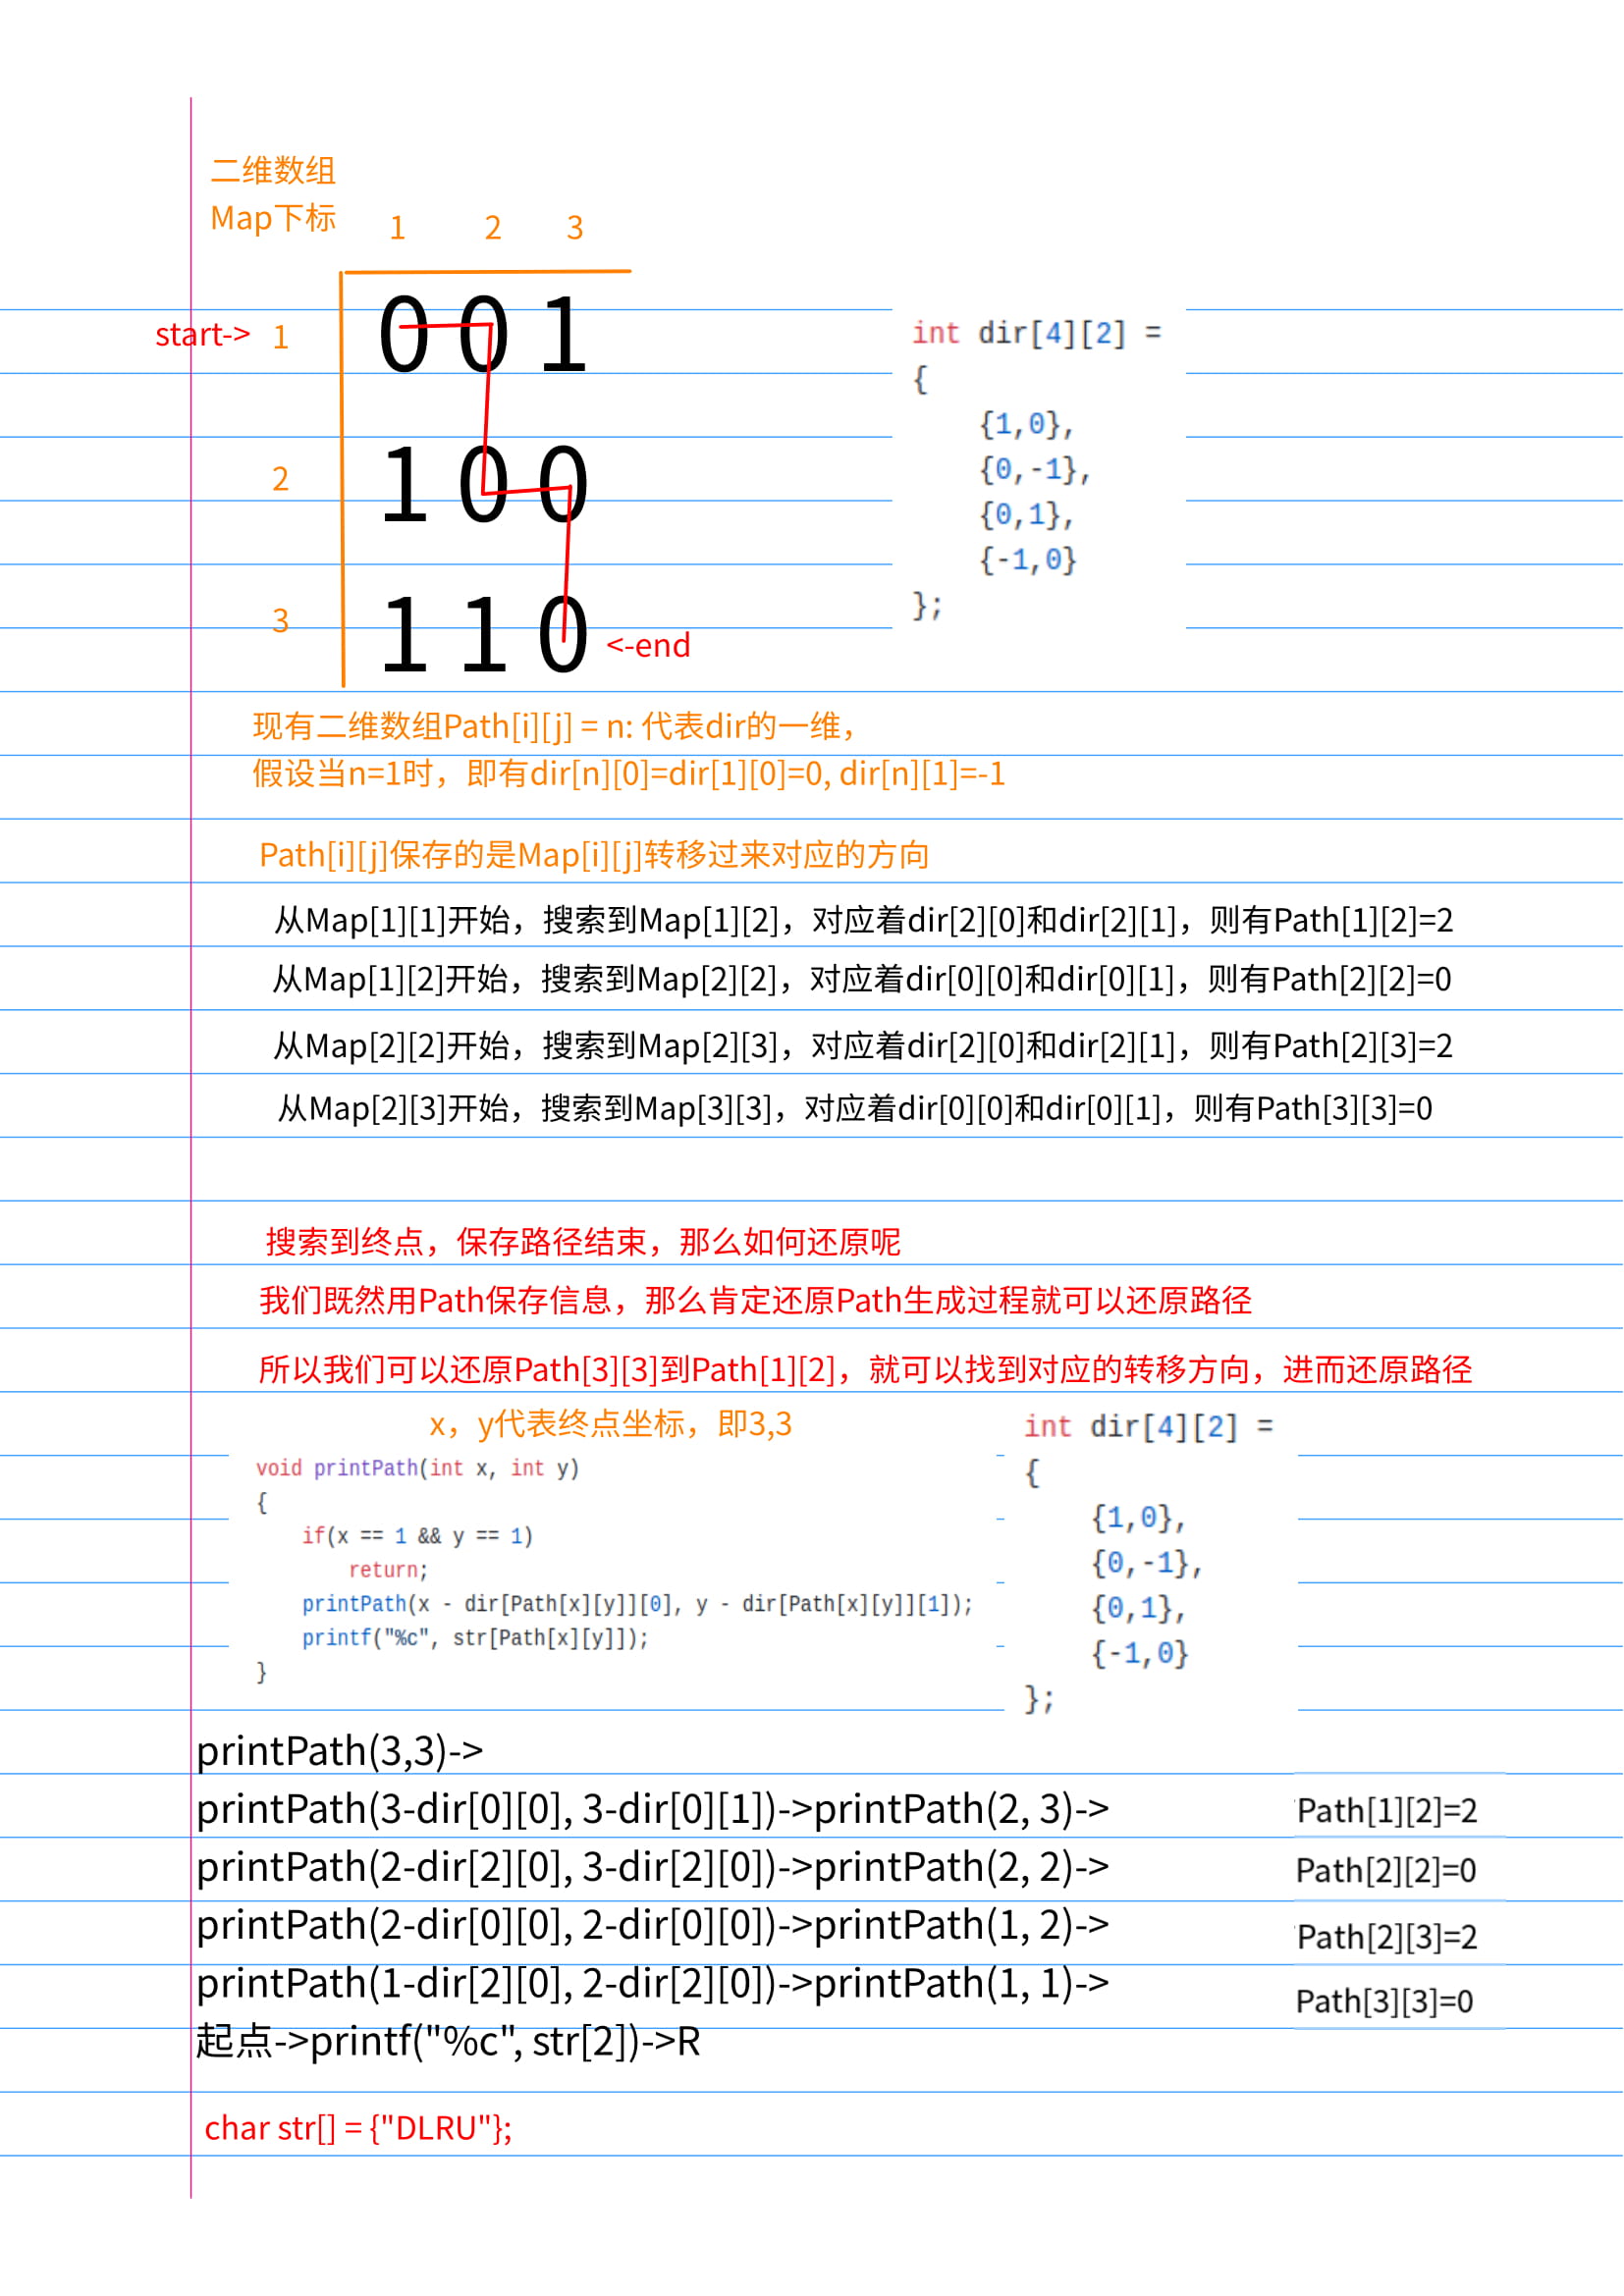 二维数组
Map下标
1 2 3
start-> 1 0 0 1
2 1 0 0
3 1 1 0 <-end
int dir[4][2] =
{
{1,0},
{0,-1},
{0,1},
{-1,0}
};
现有二维数组Path[i][j] = n: 代表dir的一维，
假设当n=1时，即有dir[n][0]=dir[1][0]=0, dir[n][1]=-1
Path[i][j]保存的是Map[i][j]转移过来对应的方向
从Map[1][1]开始，搜索到Map[1][2]，对应着dir[2][0]和dir[2][1]，则有Path[1][2]=2
从Map[1][2]开始，搜索到Map[2][2]，对应着dir[0][0]和dir[0][1]，则有Path[2][2]=0
从Map[2][2]开始，搜索到Map[2][3]，对应着dir[2][0]和dir[2][1]，则有Path[2][3]=2
从Map[2][3]开始，搜索到Map[3][3]，对应着dir[0][0]和dir[0][1]，则有Path[3][3]=0
搜索到终点，保存路径结束，那么如何还原呢
我们既然用Path保存信息，那么肯定还原Path生成过程就可以还原路径
所以我们可以还原Path[3][3]到Path[1][2]，就可以找到对应的转移方向，进而还原路径
x，y代表终点坐标，即3,3
void printPath(int x, int y)
{
if(x == 1 && y == 1)
return;
printPath(x - dir[Path[x][y]][0], y - dir[Path[x][y]][1]);
printf("%c", str[Path[x][y]]);
}
int dir[4][2] =
{
{1,0},
{0,-1},
{0,1},
{-1,0}
};
printPath(3,3)->
printPath(3-dir[0][0], 3-dir[0][1])->printPath(2, 3)->
printPath(2-dir[2][0], 3-dir[2][0])->printPath(2, 2)->
printPath(2-dir[0][0], 2-dir[0][0])->printPath(1, 2)->
printPath(1-dir[2][0], 2-dir[2][0])->printPath(1, 1)->
起点->printf("%c", str[2])->R
Path[1][2]=2
Path[2][2]=0
Path[2][3]=2
Path[3][3]=0
char str[] = {"DLRU"};